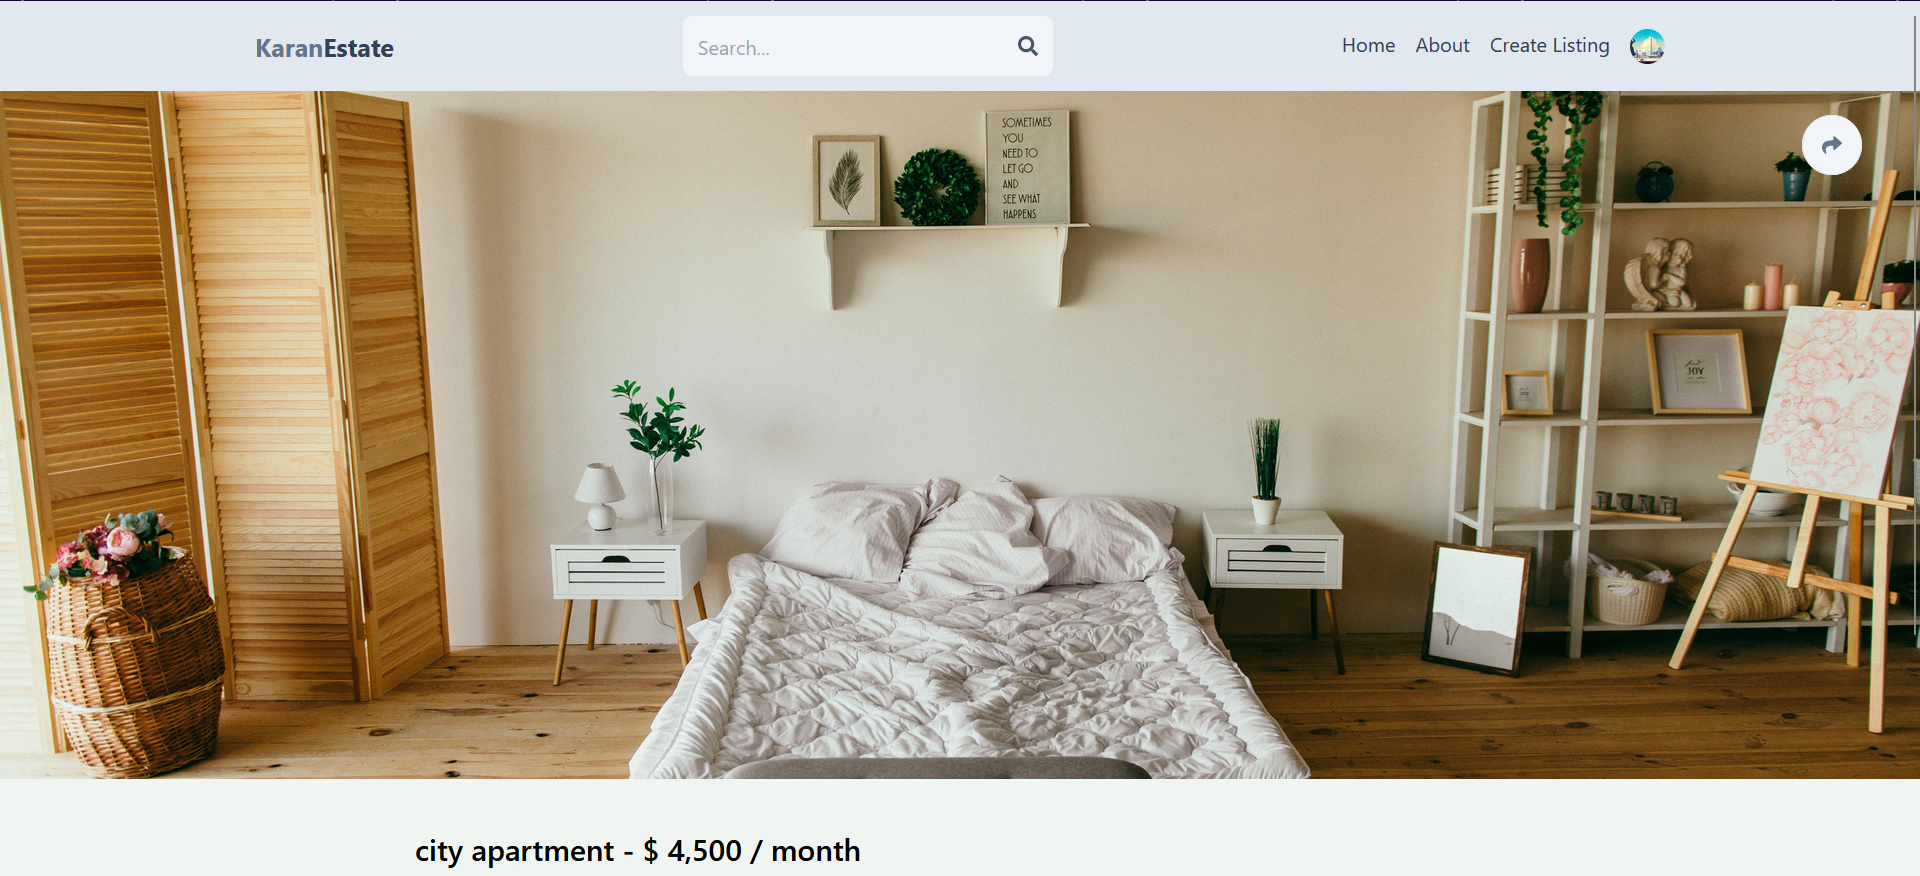 KaranEstate
Search...
Home
About
Create Listing
SOMETIMES
YOU
NEED TO
LET GO
AND
SEE WHAT
HAPPENS
JOY
city apartment - $ 4,500 / month